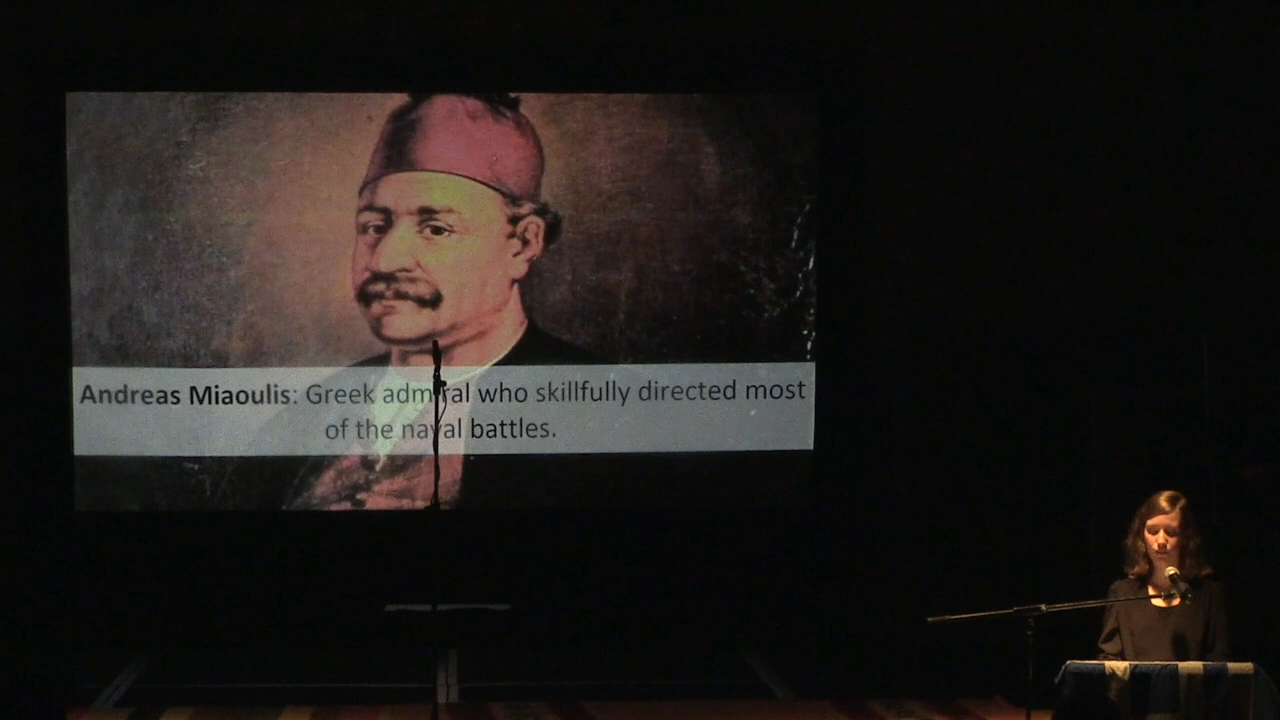 Andreas Miaoulis: Greek admiral who skillfully directed most
of the naval battles.